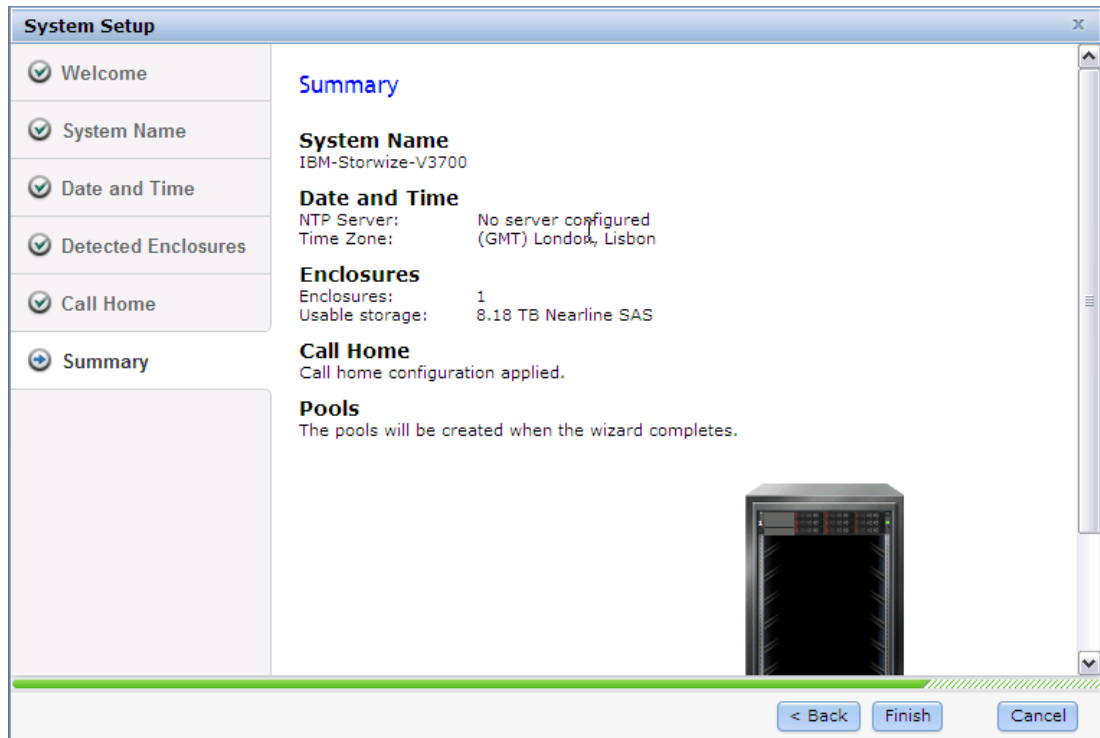 System Setup
x
Welcome
System Name
Date and Time
Detected Enclosures
Call Home
Summary
Summary
System Name
IBM-Storwize-V3700
Date and Time
NTP Server: No server configured
Time Zone: (GMT) London, Lisbon
Enclosures
Enclosures: 1
Usable storage: 8.18 TB Nearline SAS
Call Home
Call home configuration applied.
Pools
The pools will be created when the wizard completes.
< Back Finish Cancel